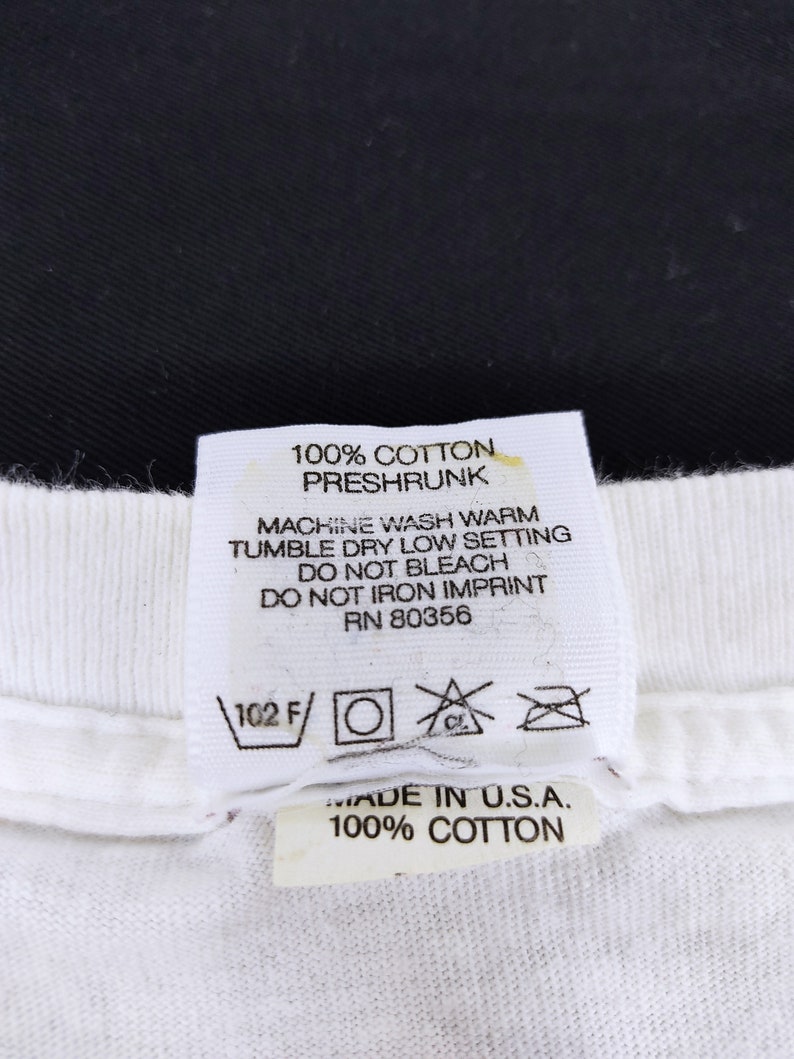 100% COTTON
PRESHRUNK
MACHINE WASH WARM
TUMBLE DRY LOW SETTING
DO NOT BLEACH
DO NOT IRON IMPRINT
RN 80356
102 F
CL
MADE IN U.S.A.
100% COTTON